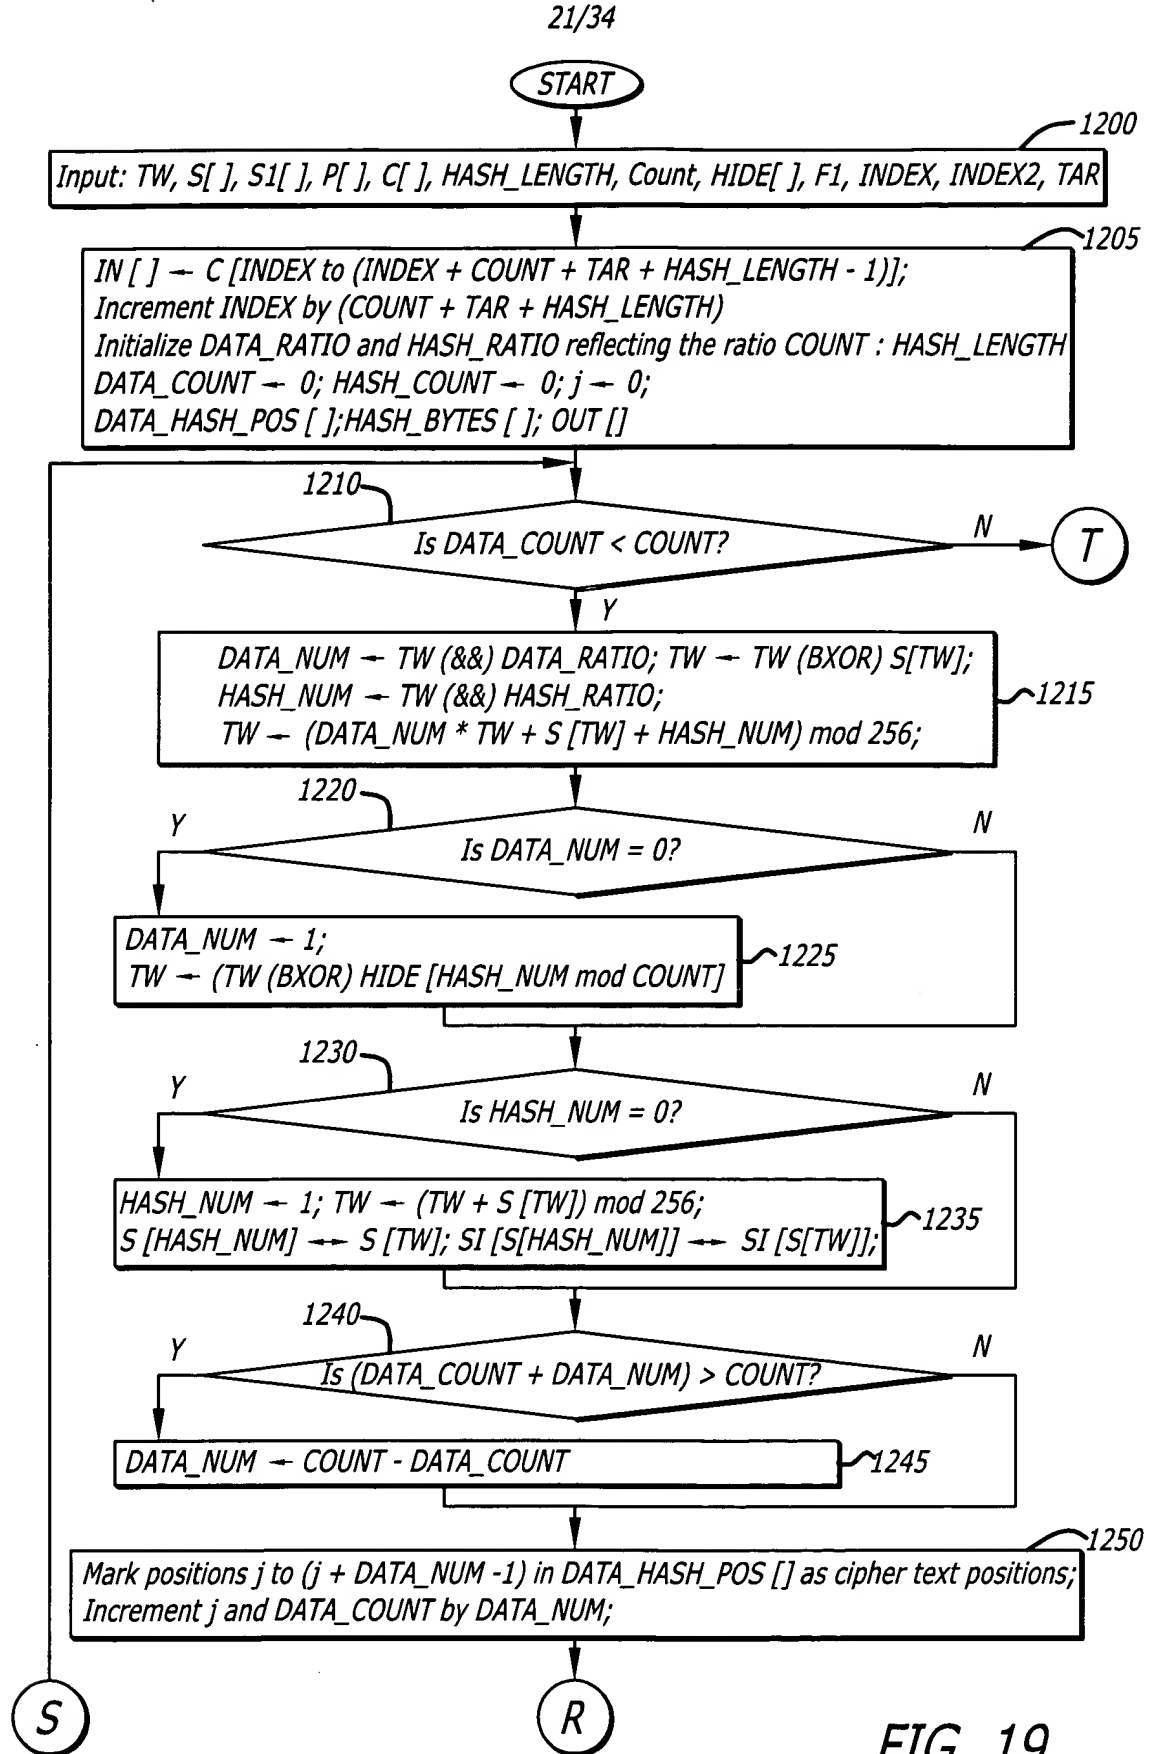 21/34
START
1200
Input: TW, S[ ], S1[ ], P[ ], C[ ], HASH_LENGTH, Count, HIDE[ ], F1, INDEX, INDEX2, TAR
1205
IN [ ] ← C [INDEX to (INDEX + COUNT + TAR + HASH_LENGTH - 1)];
Increment INDEX by (COUNT + TAR + HASH_LENGTH)
Initialize DATA_RATIO and HASH_RATIO reflecting the ratio COUNT : HASH_LENGTH
DATA_COUNT ← 0; HASH_COUNT ← 0; j ← 0;
DATA_HASH_POS [ ];HASH_BYTES [ ]; OUT []
1210
Is DATA_COUNT < COUNT?
N
T
Y
DATA_NUM ← TW (&&) DATA_RATIO; TW ← TW (BXOR) S[TW];
HASH_NUM ← TW (&&) HASH_RATIO;
TW ← (DATA_NUM * TW + S [TW] + HASH_NUM) mod 256;
1215
1220
Y
Is DATA_NUM = 0?
N
DATA_NUM ← 1;
TW ← (TW (BXOR) HIDE [HASH_NUM mod COUNT]
1225
1230
Y
Is HASH_NUM = 0?
N
HASH_NUM ← 1; TW ← (TW + S [TW]) mod 256;
S [HASH_NUM] ↔ S [TW]; SI [S[HASH_NUM]] ↔ SI [S[TW]];
1235
1240
Y
Is (DATA_COUNT + DATA_NUM) > COUNT?
N
DATA_NUM ← COUNT - DATA_COUNT
1245
1250
Mark positions j to (j + DATA_NUM -1) in DATA_HASH_POS [] as cipher text positions;
Increment j and DATA_COUNT by DATA_NUM;
S
R
FIG. 19